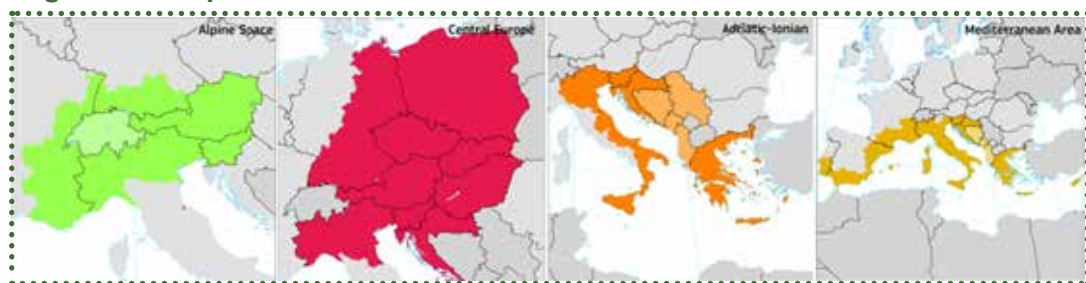 Alpine Space
Central Europe
Adriatic-Ionian
Mediterranean Area